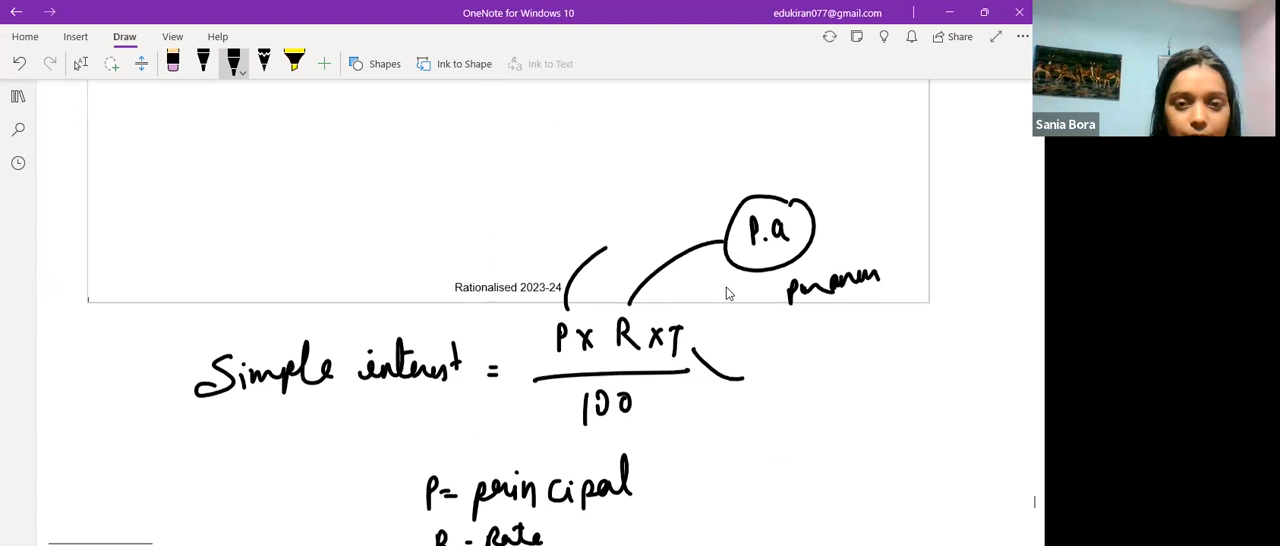 OneNote for Windows 10
edukiran077@gmail.com
Home Insert Draw View Help
Share
Shapes Ink to Shape Ink to Text
Sania Bora
P.a
Rationalised 2023-24
P x R x T
Simple interest =
100
P= principal
R - Rate